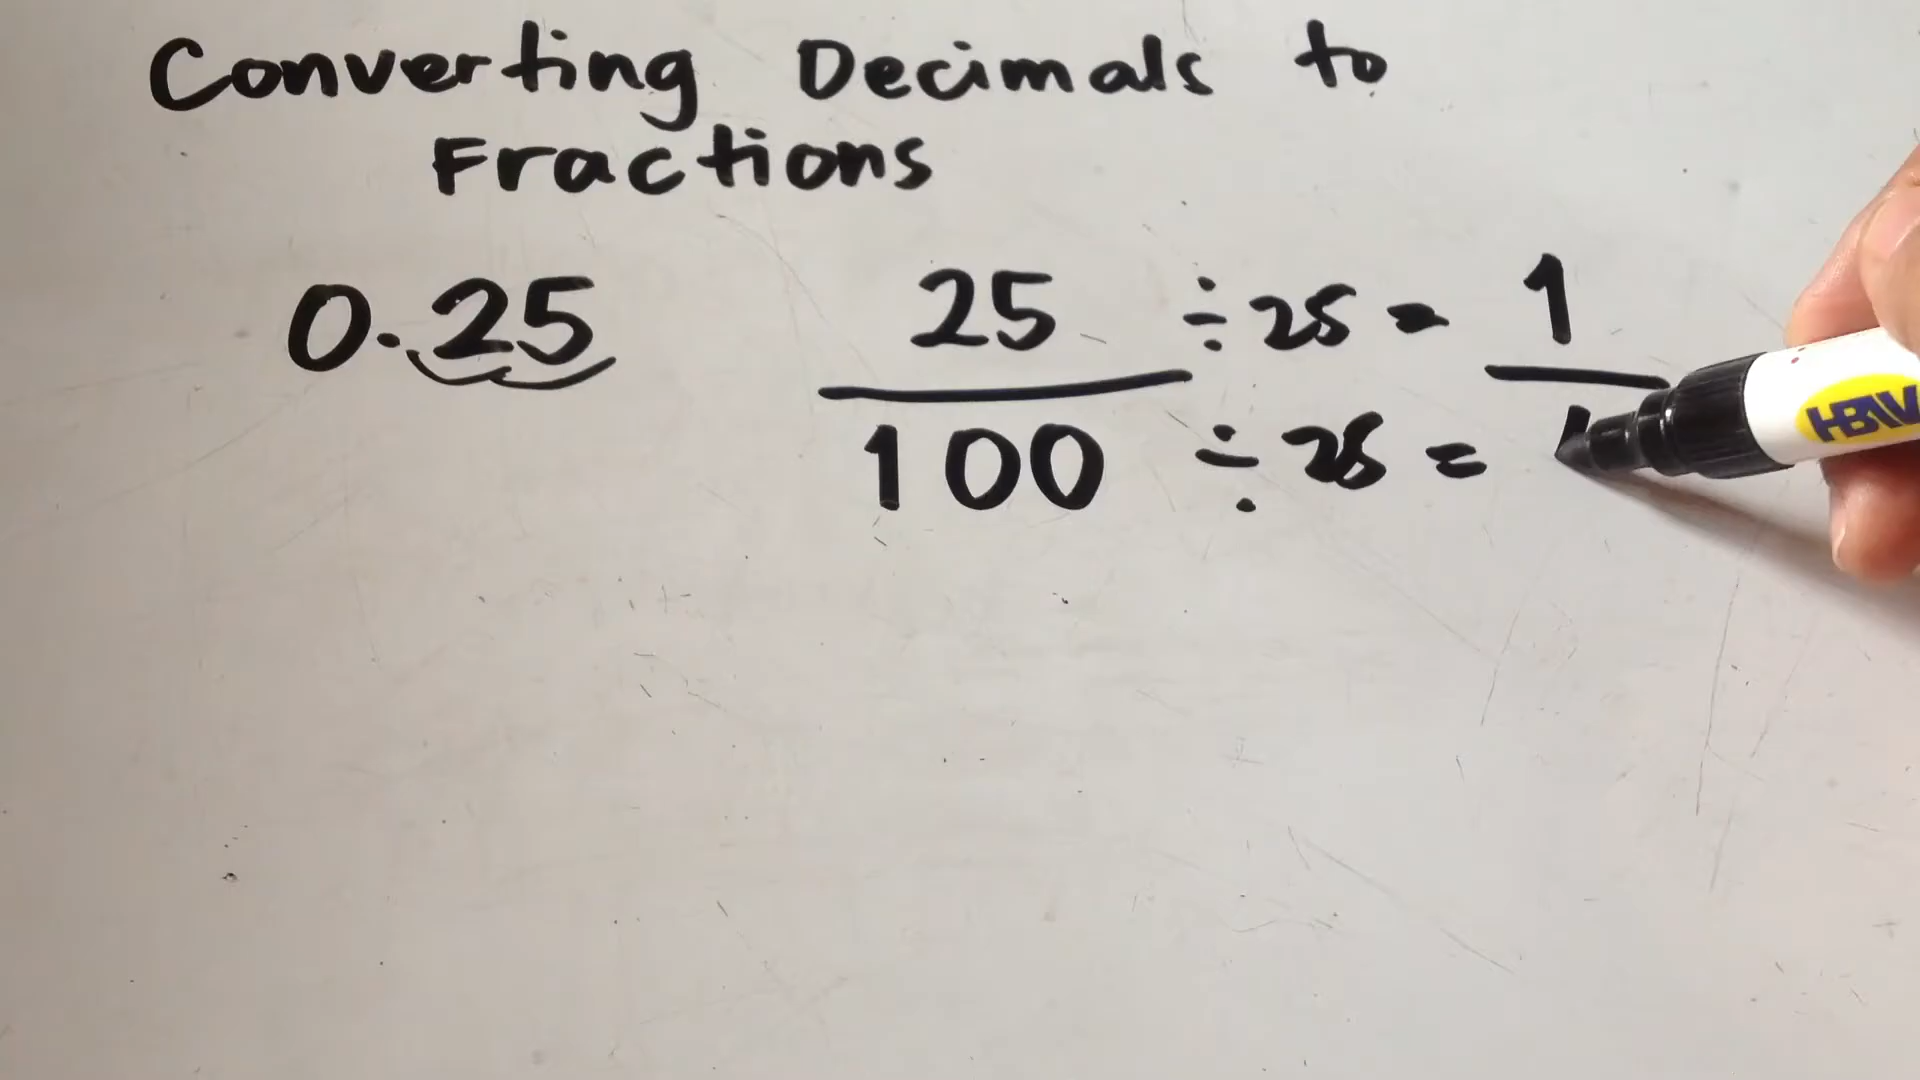 Converting Decimals to
Fractions
0.25
25 ÷ 25 = 1
100 ÷ 25 =
HBW